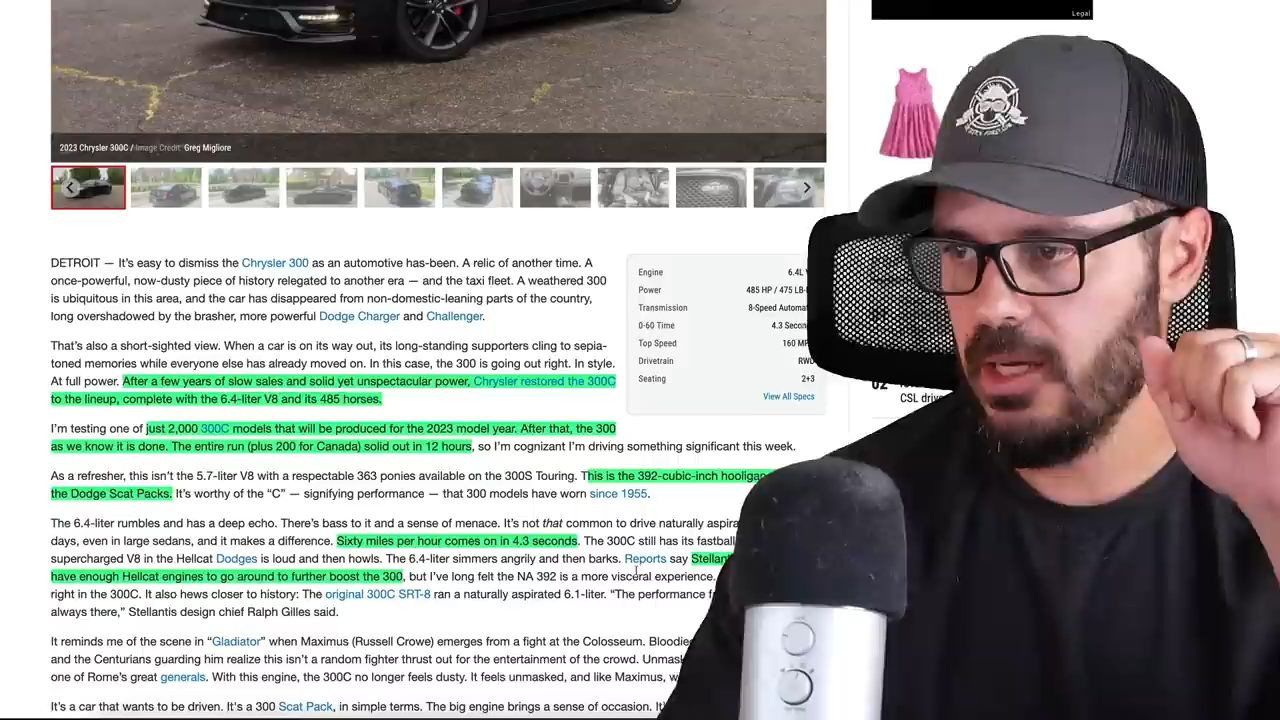 Legal
2023 Chrysler 300C / Image Credit: Greg Migliore
DETROIT — It's easy to dismiss the Chrysler 300 as an automotive has-been. A relic of another time. A
once-powerful, now-dusty piece of history relegated to another era — and the taxi fleet. A weathered 300
is ubiquitous in this area, and the car has disappeared from non-domestic-leaning parts of the country,
long overshadowed by the brasher, more powerful Dodge Charger and Challenger.
That's also a short-sighted view. When a car is on its way out, its long-standing supporters cling to sepia-
toned memories while everyone else has already moved on. In this case, the 300 is going out right. In style.
At full power. After a few years of slow sales and solid yet unspectacular power, Chrysler restored the 300C
to the lineup, complete with the 6.4-liter V8 and its 485 horses.
I'm testing one of just 2,000 300C models that will be produced for the 2023 model year. After that, the 300
as we know it is done. The entire run (plus 200 for Canada) solid out in 12 hours, so I'm cognizant I'm driving something significant this week.
As a refresher, this isn't the 5.7-liter V8 with a respectable 363 ponies available on the 300S Touring. This is the 392-cubic-inch hooligan
the Dodge Scat Packs. It's worthy of the "C" — signifying performance — that 300 models have worn since 1955.
The 6.4-liter rumbles and has a deep echo. There's bass to it and a sense of menace. It's not that common to drive naturally
days, even in large sedans, and it makes a difference. Sixty miles per hour comes on in 4.3 seconds. The 300C still has its fastball
supercharged V8 in the Hellcat Dodges is loud and then howls. The 6.4-liter simmers angrily and then barks. Reports say
have enough Hellcat engines to go around to further boost the 300, but I've long felt the NA 392 is a more visceral experience.
right in the 300C. It also hews closer to history: The original 300C SRT-8 ran a naturally aspirated 6.1-liter. "The performance
always there," Stellantis design chief Ralph Gilles said.
It reminds me of the scene in "Gladiator" when Maximus (Russell Crowe) emerges from a fight at the Colosseum.
and the Centurians guarding him realize this isn't a random fighter thrust out for the entertainment of the crowd.
one of Rome's great generals. With this engine, the 300C no longer feels dusty. It feels unmasked, and like Maximus,
It's a car that wants to be driven. It's a 300 Scat Pack, in simple terms. The big engine brings a sense of occasion.
Engine 6.4L
Power 485 HP / 475
Transmission 8-Speed
0-60 Time 4.3
Top Speed 160
Drivetrain RWD
Seating 2+3
View All Specs
CSL